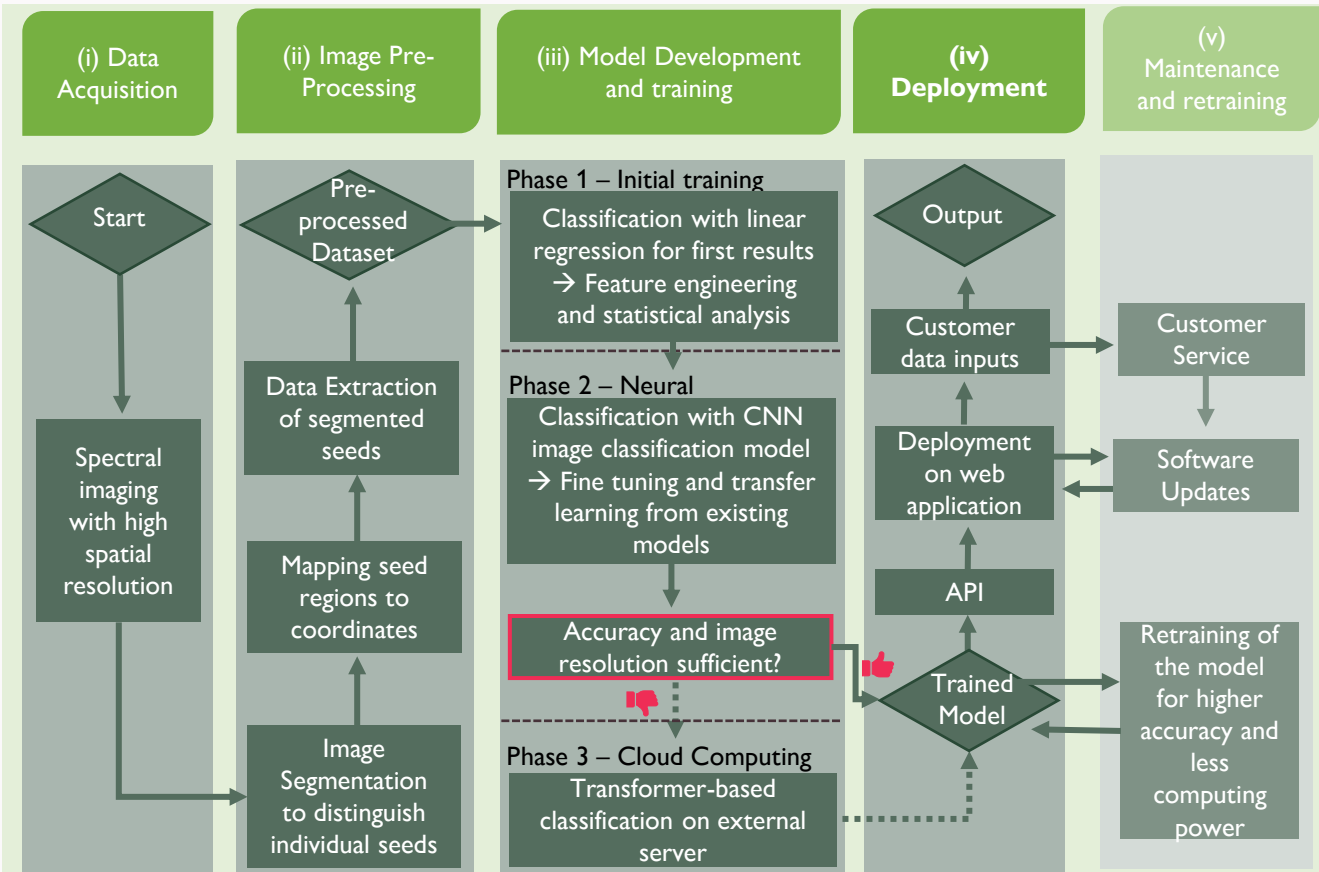 (i) Data
Acquisition
(ii) Image Pre-
Processing
(iii) Model Development
and training
(iv)
Deployment
(v)
Maintenance
and retraining
Start
Spectral
imaging
with high
spatial
resolution
Pre-
processed
Dataset
Data Extraction
of segmented
seeds
Mapping seed
regions to
coordinates
Image
Segmentation
to distinguish
individual seeds
Phase 1 – Initial training
Classification with linear
regression for first results
→ Feature engineering
and statistical analysis
Phase 2 – Neural
Classification with CNN
image classification model
→ Fine tuning and transfer
learning from existing
models
Accuracy and image
resolution sufficient?
Phase 3 – Cloud Computing
Transformer-based
classification on external
server
Output
Customer
data inputs
Deployment
on web
application
API
Trained
Model
Customer
Service
Software
Updates
Retraining of
the model
for higher
accuracy and
less
computing
power